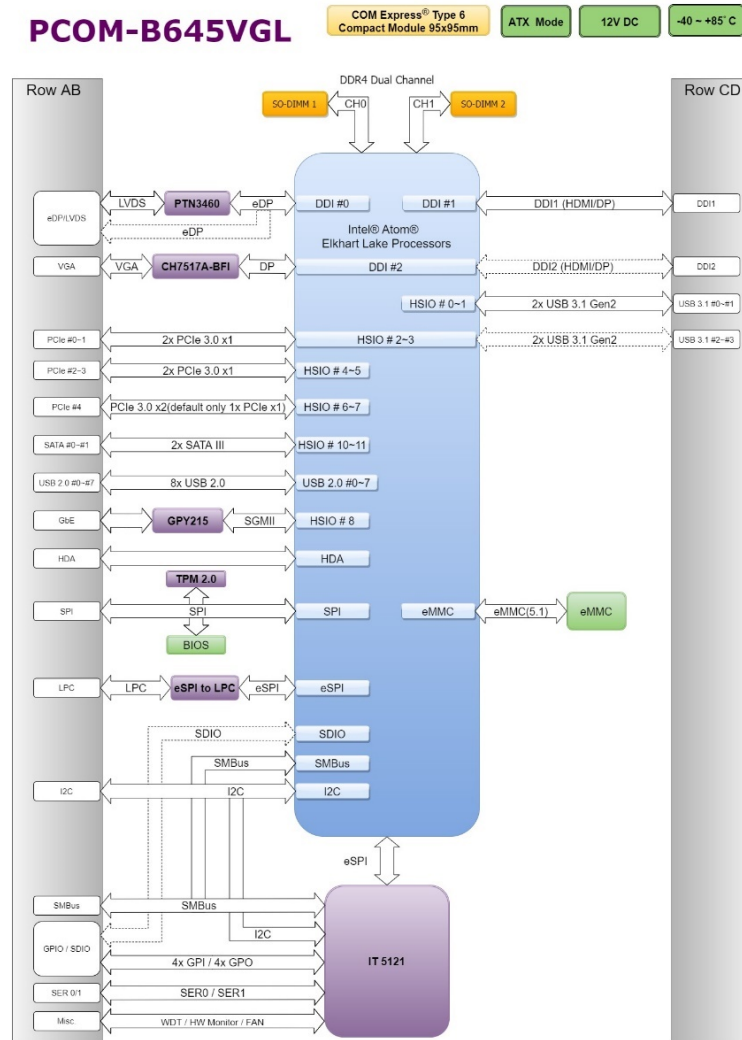 PCOM-B645VGL
COM Express® Type 6
Compact Module 95x95mm
ATX Mode
12V DC
-40 ~ +85° C
Row AB
Row CD
DDR4 Dual Channel
SO-DIMM 1
CH0
CH1
SO-DIMM 2
eDP/LVDS
LVDS
PTN3460
eDP
eDP
DDI #0
DDI #1
DDI1 (HDMI/DP)
DDI1
Intel® Atom®
Elkhart Lake Processors
VGA
VGA
CH7517A-BFI
DP
DDI #2
DDI2 (HDMI/DP)
DDI2
HSIO # 0~1
2x USB 3.1 Gen2
USB 3.1 #0~#1
PCIe #0~1
2x PCIe 3.0 x1
HSIO # 2~3
2x USB 3.1 Gen2
USB 3.1 #2~#3
PCIe #2~3
2x PCIe 3.0 x1
HSIO # 4~5
PCIe #4
PCIe 3.0 x2(default only 1x PCIe x1)
HSIO # 6~7
SATA #0~#1
2x SATA III
HSIO # 10~11
USB 2.0 #0~#7
8x USB 2.0
USB 2.0 #0~7
GbE
GPY215
SGMII
HSIO # 8
HDA
HDA
TPM 2.0
SPI
SPI
SPI
eMMC
eMMC(5.1)
eMMC
BIOS
LPC
LPC
eSPI to LPC
eSPI
eSPI
SDIO
SDIO
SMBus
SMBus
I2C
I2C
I2C
eSPI
SMBus
SMBus
GPIO / SDIO
I2C
IT 5121
4x GPI / 4x GPO
SER 0/1
SER0 / SER1
Misc
WDT / HW Monitor / FAN